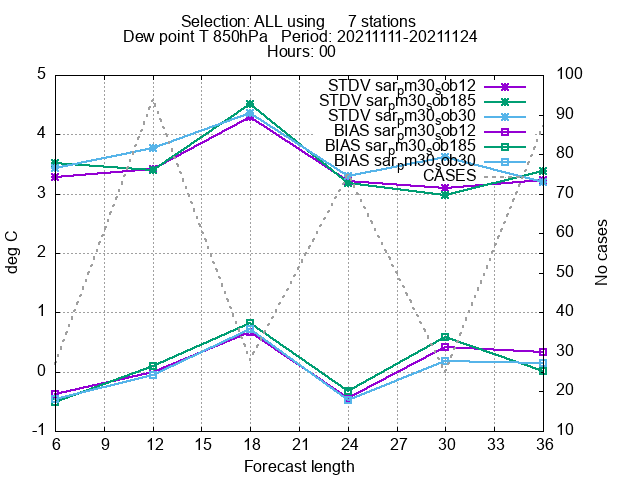 Selection: ALL using 7 stations
Dew point T 850hPa Period: 20211111-20211124
Hours: 00
STDV sar_pm30_sob12
STDV sar_pm30_sob185
STDV sar_pm30_sob30
BIAS sar_pm30_sob12
BIAS sar_pm30_sob185
BIAS sar_pm30_sob30
CASES
5
4
3
2
1
0
-1
deg C
100
90
80
70
60
50
40
30
20
10
No cases
6 9 12 15 18 21 24 27 30 33 36
Forecast length